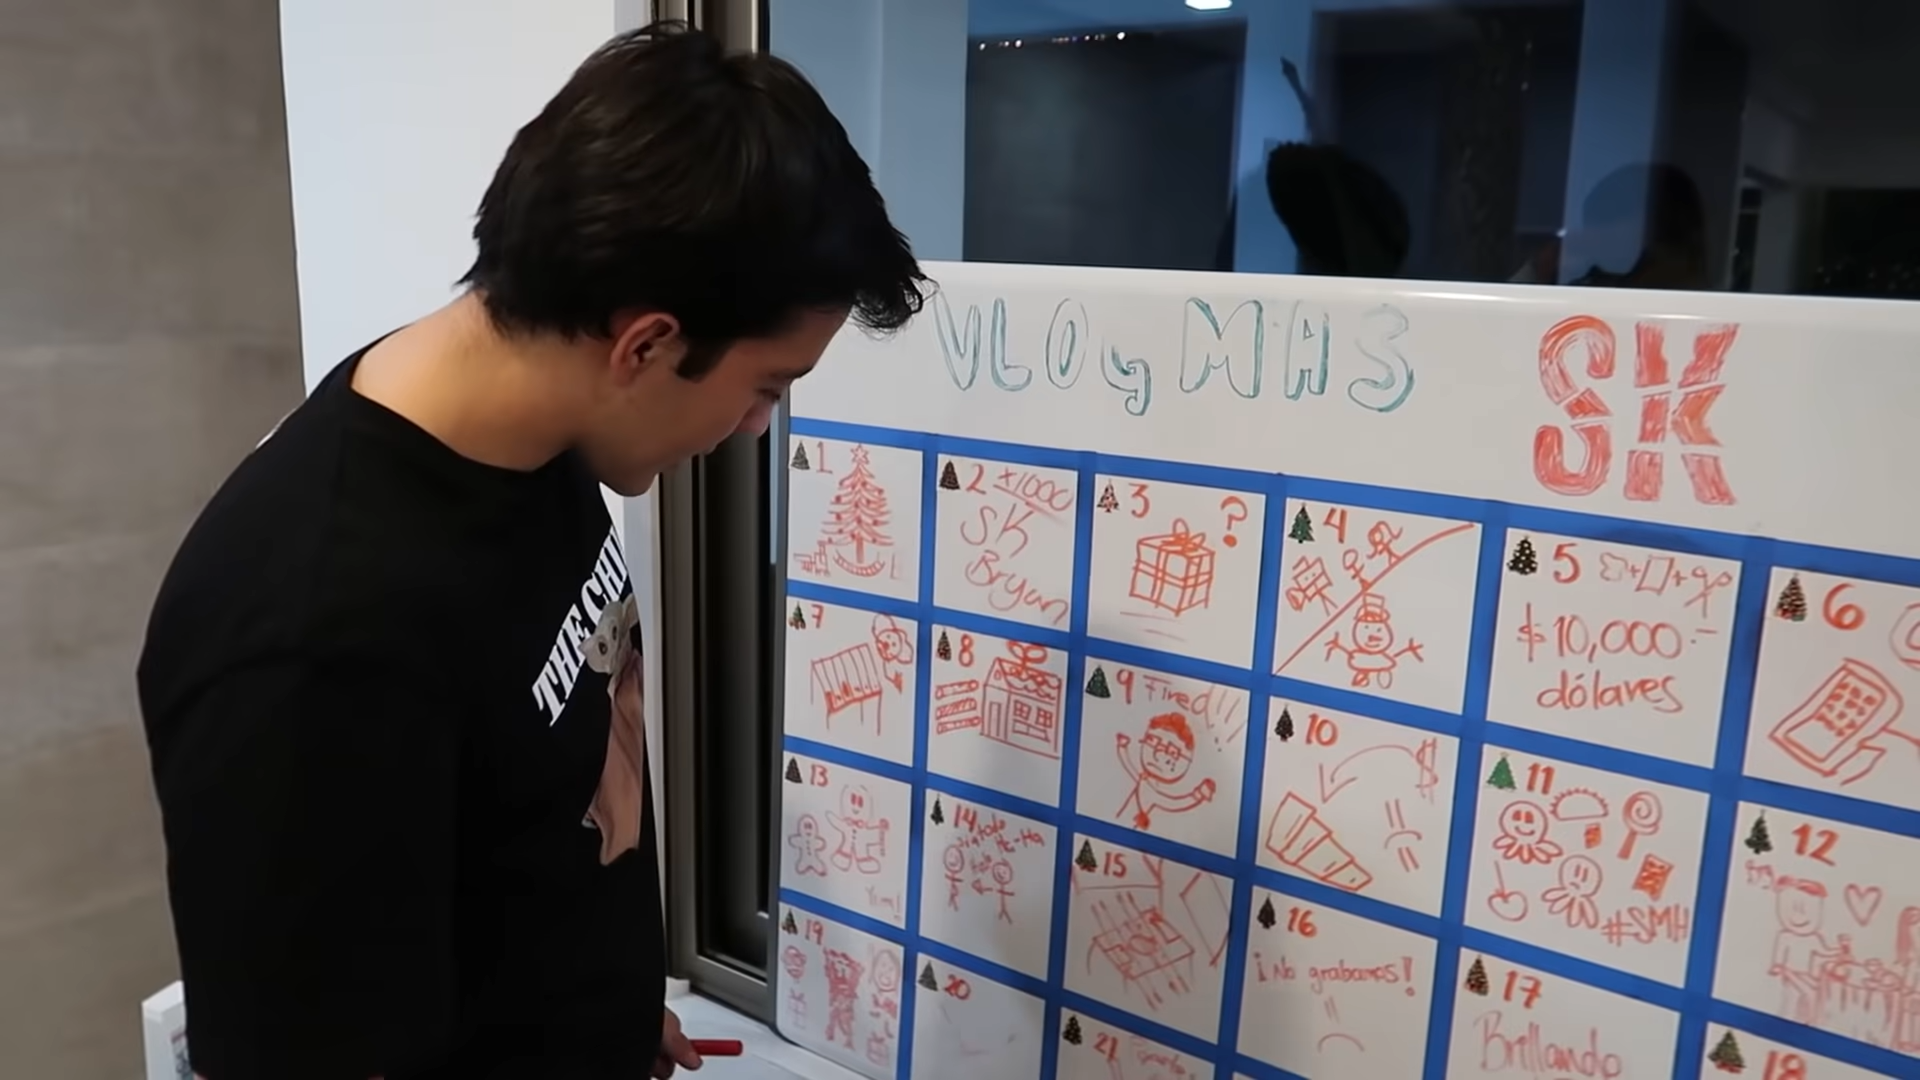 VLOgMAS SK
THE CHI
1
2 ±1000
SK
Bryan
3 ?
4
5
$10,000.-
dólares
6
7
8
9 Fired!!!
10 $
11
#SMH
12
13
Yum!
14
15
16
¡No grabamos!
17
Brillando
18
19
20
21